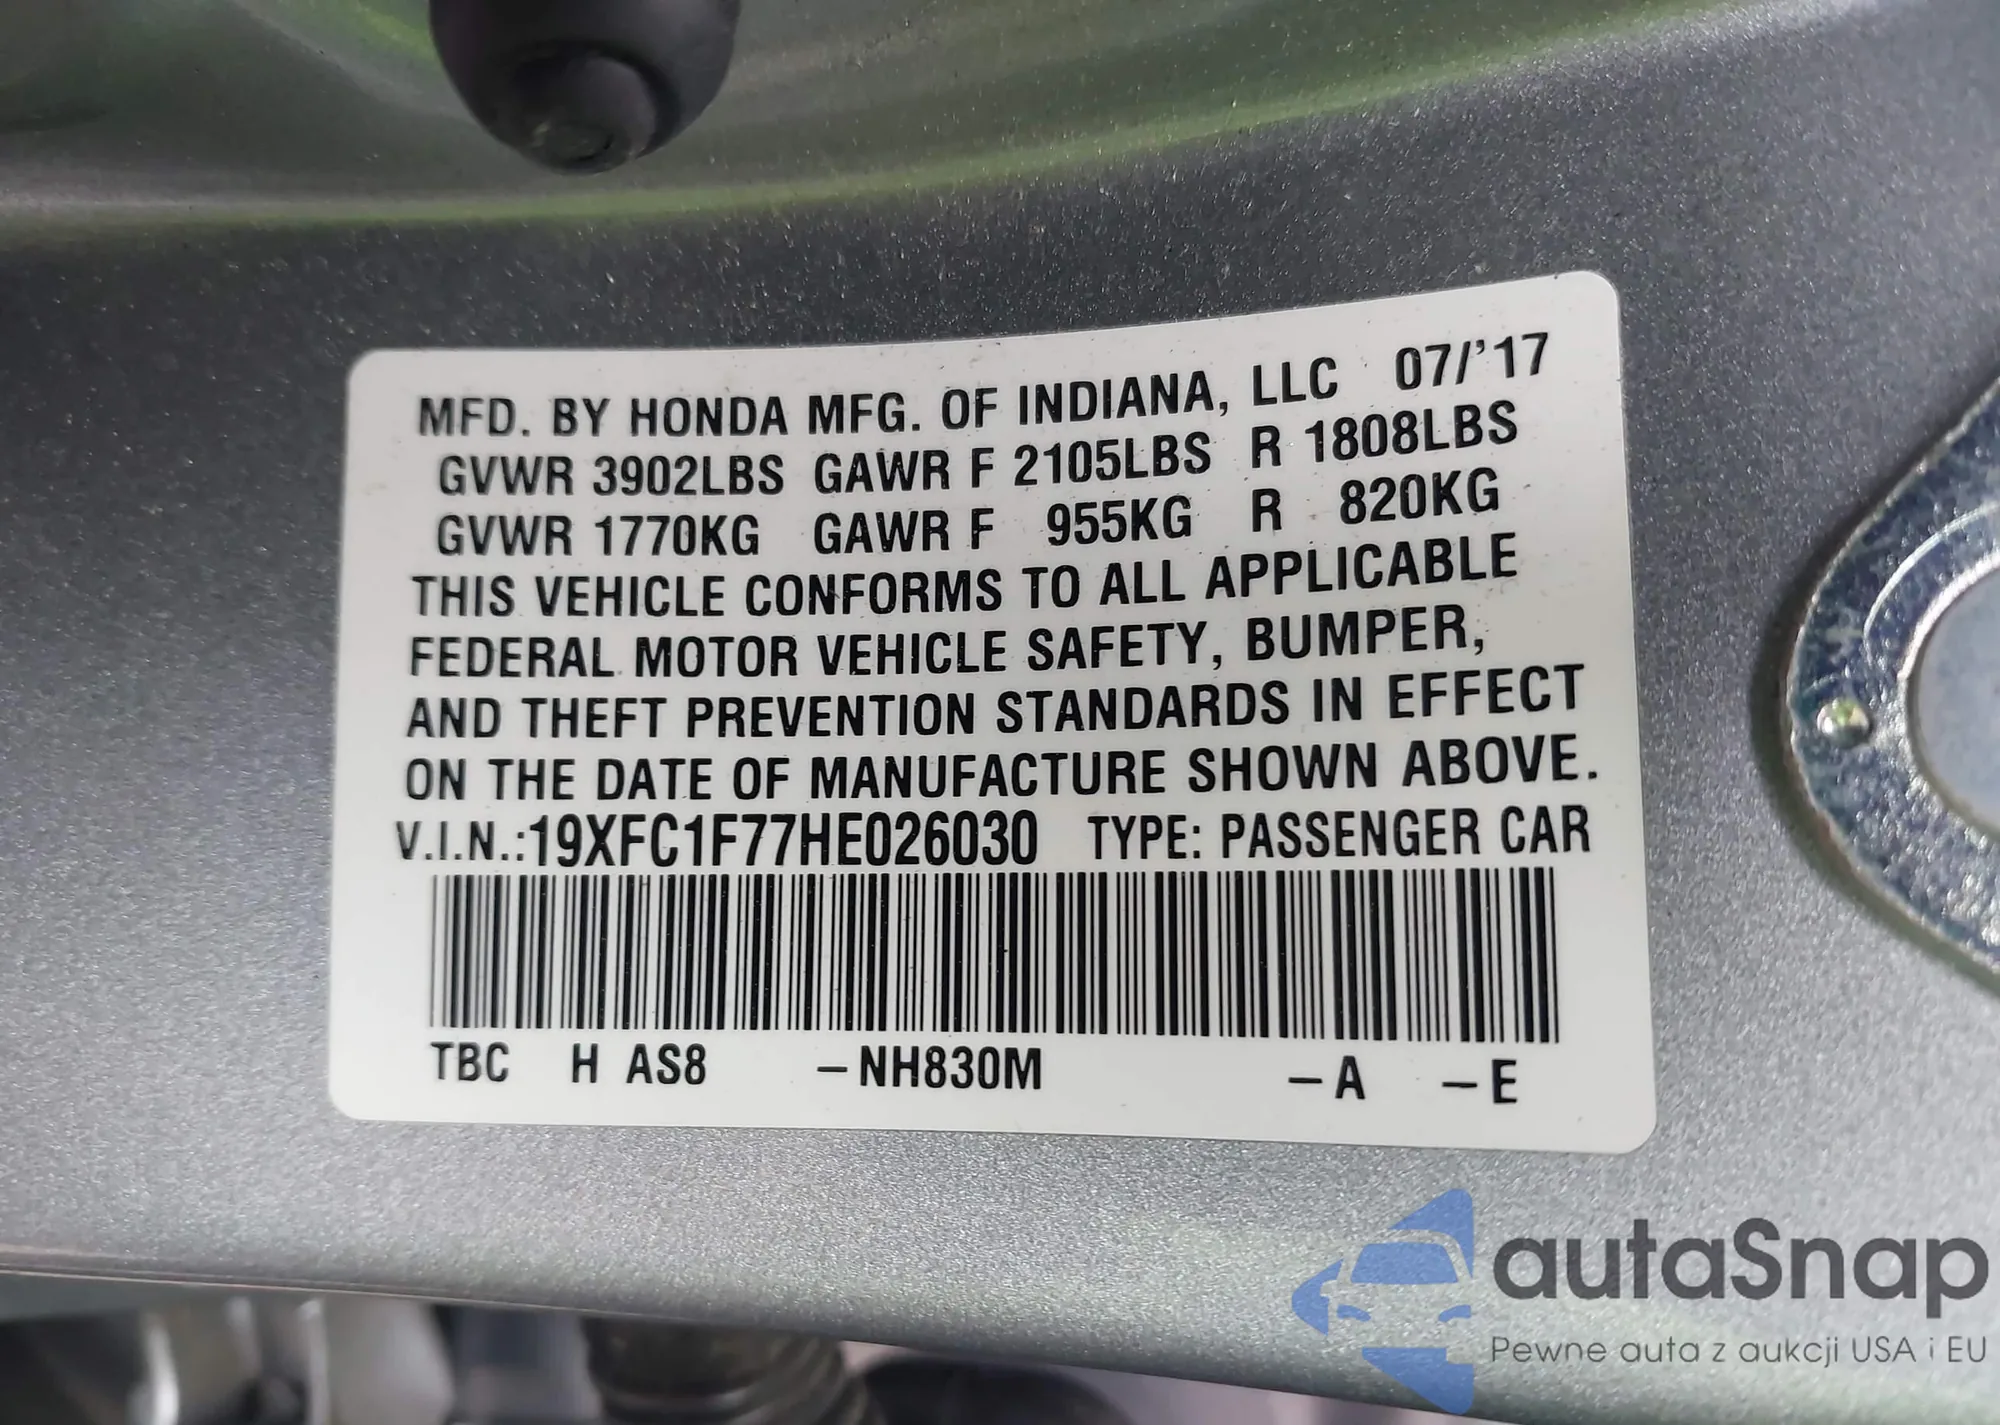 MFD. BY HONDA MFG. OF INDIANA, LLC 07/'17
GVWR 3902LBS GAWR F 2105LBS R 1808LBS
GVWR 1770KG GAWR F 955KG R 820KG
THIS VEHICLE CONFORMS TO ALL APPLICABLE
FEDERAL MOTOR VEHICLE SAFETY, BUMPER,
AND THEFT PREVENTION STANDARDS IN EFFECT
ON THE DATE OF MANUFACTURE SHOWN ABOVE.
V.I.N.:19XFC1F77HE026030 TYPE: PASSENGER CAR
TBC H AS8 –NH830M –A –E
autaSnap
Pewne auta z aukcji USA i EU